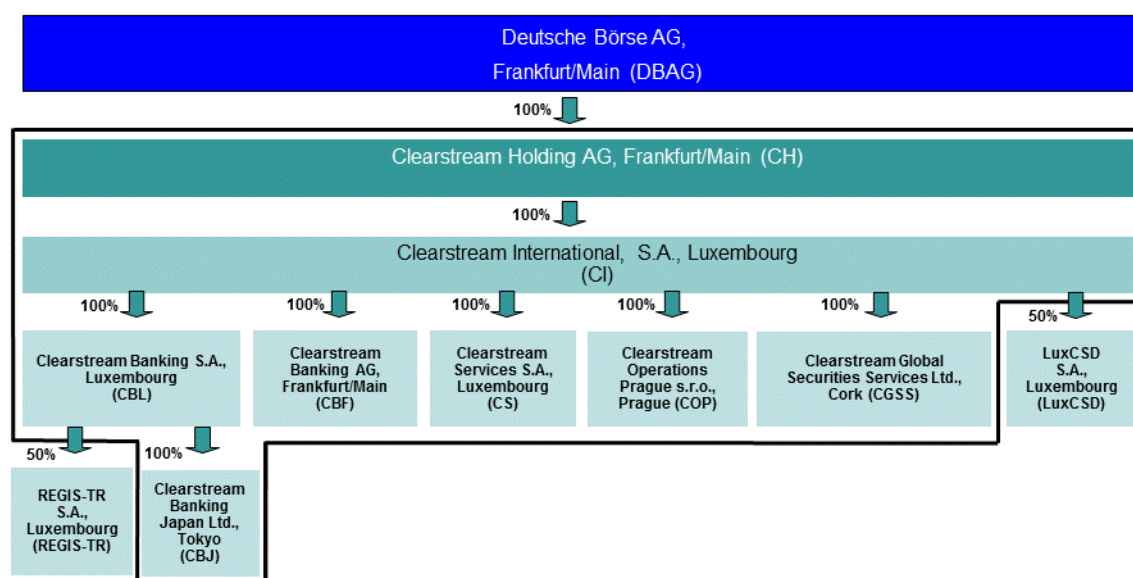 Deutsche Börse AG,
Frankfurt/Main (DBAG)
100%
Clearstream Holding AG, Frankfurt/Main (CH)
100%
Clearstream International, S.A., Luxembourg
(CI)
100%
100%
100%
100%
100%
50%
Clearstream Banking S.A.,
Luxembourg
(CBL)
Clearstream
Banking AG,
Frankfurt/Main
(CBF)
Clearstream
Services S.A.,
Luxembourg
(CS)
Clearstream
Operations
Prague s.r.o.,
Prague (COP)
Clearstream Global
Securities Services Ltd.,
Cork (CGSS)
LuxCSD
S.A.,
Luxembourg
(LuxCSD)
50%
100%
REGIS-TR
S.A.,
Luxembourg
(REGIS-TR)
Clearstream
Banking
Japan Ltd.,
Tokyo
(CBJ)